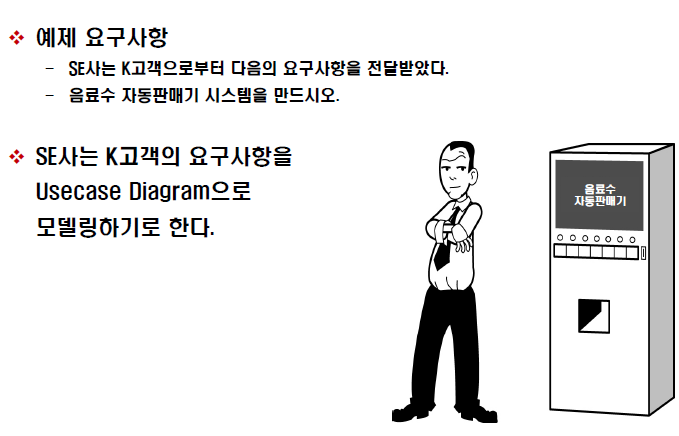 ❖ 예제 요구사항
– SE사는 K고객으로부터 다음의 요구사항을 전달받았다.
– 음료수 자동판매기 시스템을 만드시오.
❖ SE사는 K고객의 요구사항을
Usecase Diagram으로
모델링하기로 한다.
음료수
자동판매기